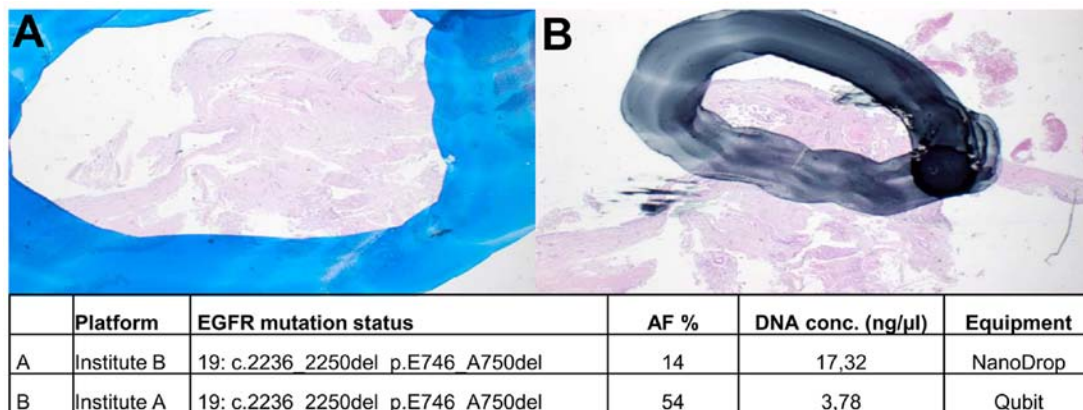 A B
Platform EGFR mutation status AF % DNA conc. (ng/µl) Equipment
A Institute B 19: c.2236_2250del p.E746_A750del 14 17,32 NanoDrop
B Institute A 19: c.2236_2250del p.E746_A750del 54 3,78 Qubit